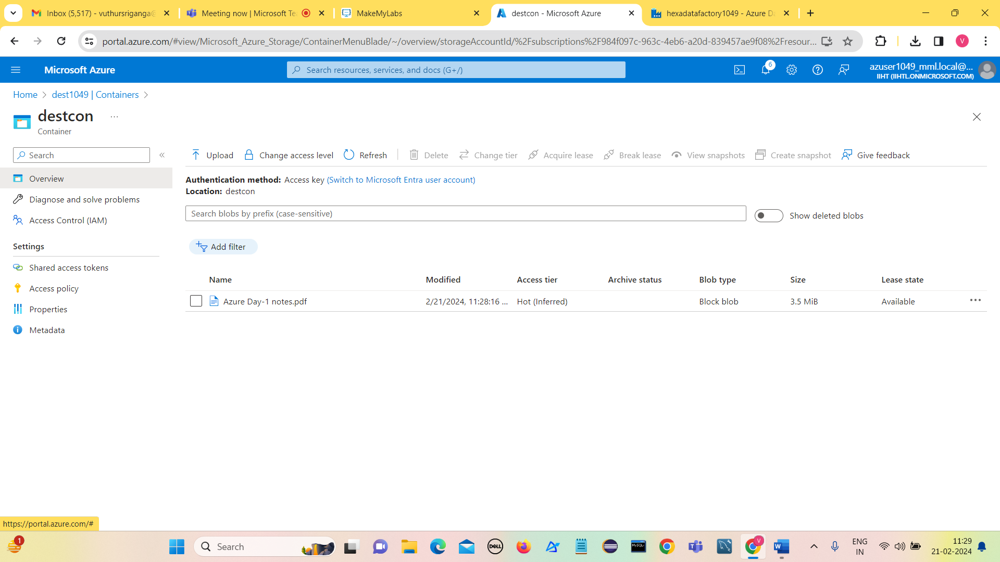 Inbox (5,517) - vuthursriganga@
Meeting now | Microsoft Te
MakeMyLabs
destcon - Microsoft Azure
hexadatafactory1049 - Azure Da
portal.azure.com/#view/Microsoft_Azure_Storage/ContainerMenuBlade/~/overview/storageAccountId/%2Fsubscriptions%2F984f097c-963c-4eb6-a20d-839457ae9f08%2Fresour...
V
Microsoft Azure
Search resources, services, and docs (G+/)
6
azuser1049_mml.local@...
IIHT (IIHTL.ONMICROSOFT.COM)
Home > dest1049 | Containers >
destcon ...
Container
Search
«
Upload
Change access level
Refresh
Delete
Change tier
Acquire lease
Break lease
View snapshots
Create snapshot
Give feedback
Overview
Diagnose and solve problems
Access Control (IAM)
Settings
Shared access tokens
Access policy
Properties
Metadata
Authentication method: Access key (Switch to Microsoft Entra user account)
Location: destcon
Search blobs by prefix (case-sensitive)
Show deleted blobs
Add filter
Name Modified Access tier Archive status Blob type Size Lease state
Azure Day-1 notes.pdf 2/21/2024, 11:28:16 ... Hot (Inferred) Block blob 3.5 MiB Available ...
https://portal.azure.com/#
1
Search
DELL
MySQL
V
W
ENG
IN
11:29
21-02-2024